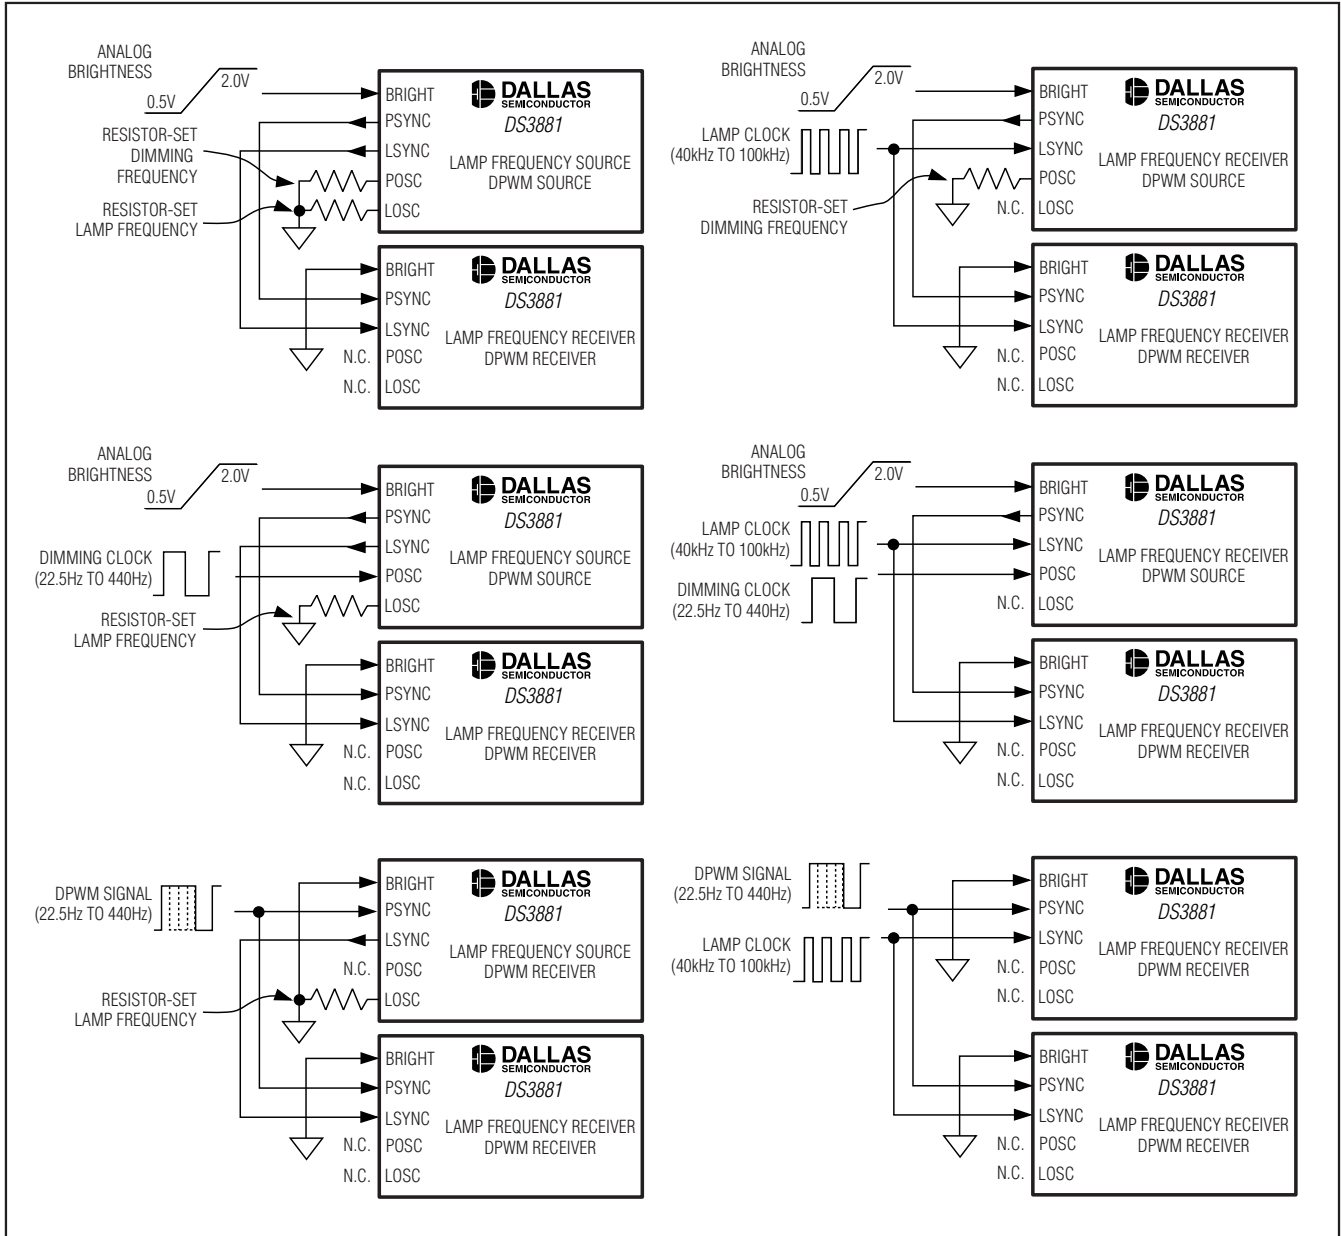 ANALOG
BRIGHTNESS
0.5V
2.0V
RESISTOR-SET
DIMMING
FREQUENCY
RESISTOR-SET
LAMP FREQUENCY
BRIGHT
PSYNC
LSYNC
POSC
LOSC
DALLAS
SEMICONDUCTOR
DS3881
LAMP FREQUENCY SOURCE
DPWM SOURCE
BRIGHT
PSYNC
LSYNC
N.C. POSC
N.C. LOSC
DALLAS
SEMICONDUCTOR
DS3881
LAMP FREQUENCY RECEIVER
DPWM RECEIVER
ANALOG
BRIGHTNESS
0.5V
2.0V
LAMP CLOCK
(40kHz TO 100kHz)
RESISTOR-SET
DIMMING FREQUENCY
BRIGHT
PSYNC
LSYNC
POSC
N.C. LOSC
DALLAS
SEMICONDUCTOR
DS3881
LAMP FREQUENCY RECEIVER
DPWM SOURCE
BRIGHT
PSYNC
LSYNC
N.C. POSC
N.C. LOSC
DALLAS
SEMICONDUCTOR
DS3881
LAMP FREQUENCY RECEIVER
DPWM RECEIVER
ANALOG
BRIGHTNESS
0.5V
2.0V
DIMMING CLOCK
(22.5Hz TO 440Hz)
RESISTOR-SET
LAMP FREQUENCY
BRIGHT
PSYNC
LSYNC
POSC
LOSC
DALLAS
SEMICONDUCTOR
DS3881
LAMP FREQUENCY SOURCE
DPWM SOURCE
BRIGHT
PSYNC
LSYNC
N.C. POSC
N.C. LOSC
DALLAS
SEMICONDUCTOR
DS3881
LAMP FREQUENCY RECEIVER
DPWM RECEIVER
ANALOG
BRIGHTNESS
0.5V
2.0V
LAMP CLOCK
(40kHz TO 100kHz)
DIMMING CLOCK
(22.5Hz TO 440Hz)
BRIGHT
PSYNC
LSYNC
POSC
N.C. LOSC
DALLAS
SEMICONDUCTOR
DS3881
LAMP FREQUENCY RECEIVER
DPWM SOURCE
BRIGHT
PSYNC
LSYNC
N.C. POSC
N.C. LOSC
DALLAS
SEMICONDUCTOR
DS3881
LAMP FREQUENCY RECEIVER
DPWM RECEIVER
DPWM SIGNAL
(22.5Hz TO 440Hz)
RESISTOR-SET
LAMP FREQUENCY
BRIGHT
PSYNC
LSYNC
N.C. POSC
LOSC
DALLAS
SEMICONDUCTOR
DS3881
LAMP FREQUENCY SOURCE
DPWM RECEIVER
BRIGHT
PSYNC
LSYNC
N.C. POSC
N.C. LOSC
DALLAS
SEMICONDUCTOR
DS3881
LAMP FREQUENCY RECEIVER
DPWM RECEIVER
DPWM SIGNAL
(22.5Hz TO 440Hz)
LAMP CLOCK
(40kHz TO 100kHz)
BRIGHT
PSYNC
LSYNC
N.C. POSC
N.C. LOSC
DALLAS
SEMICONDUCTOR
DS3881
LAMP FREQUENCY RECEIVER
DPWM RECEIVER
BRIGHT
PSYNC
LSYNC
N.C. POSC
N.C. LOSC
DALLAS
SEMICONDUCTOR
DS3881
LAMP FREQUENCY RECEIVER
DPWM RECEIVER